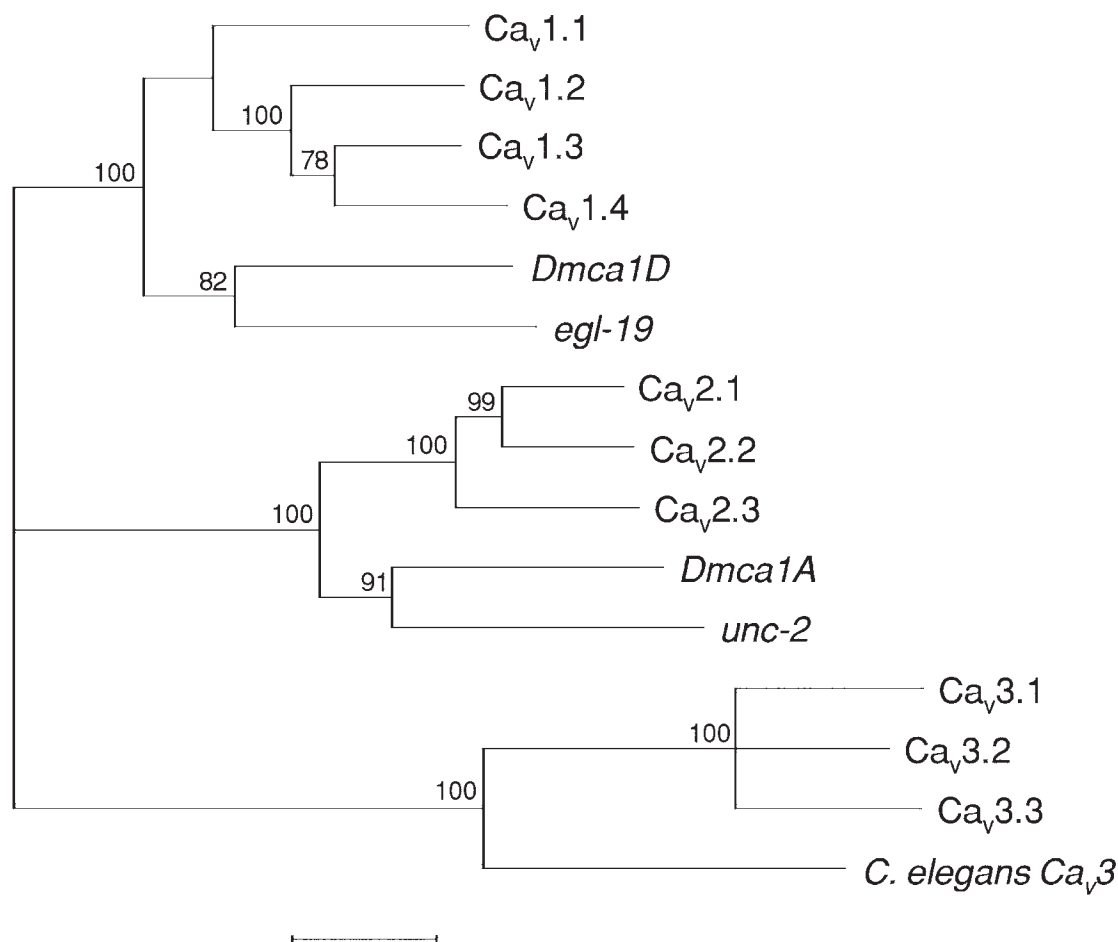 Cav1.1
Cav1.2
100
Cav1.3
78
100
Cav1.4
Dmca1D
82
egl-19
Cav2.1
99
100
Cav2.2
Cav2.3
100
Dmca1A
91
unc-2
Cav3.1
100
Cav3.2
100
Cav3.3
C. elegans Cav3